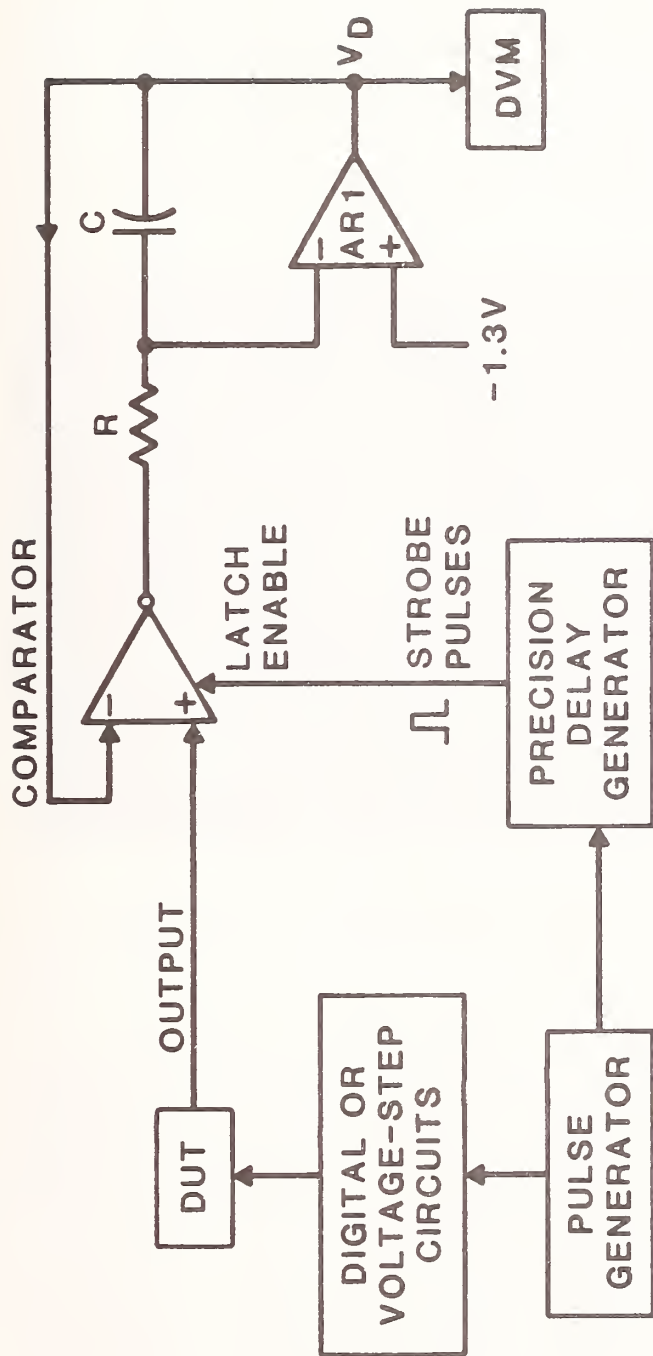 COMPARATOR
C
R
−
+
−
AR1
+
V_D
DVM
−1.3V
OUTPUT
LATCH
ENABLE
STROBE
PULSES
DUT
DIGITAL OR
VOLTAGE-STEP
CIRCUITS
PULSE
GENERATOR
PRECISION
DELAY
GENERATOR